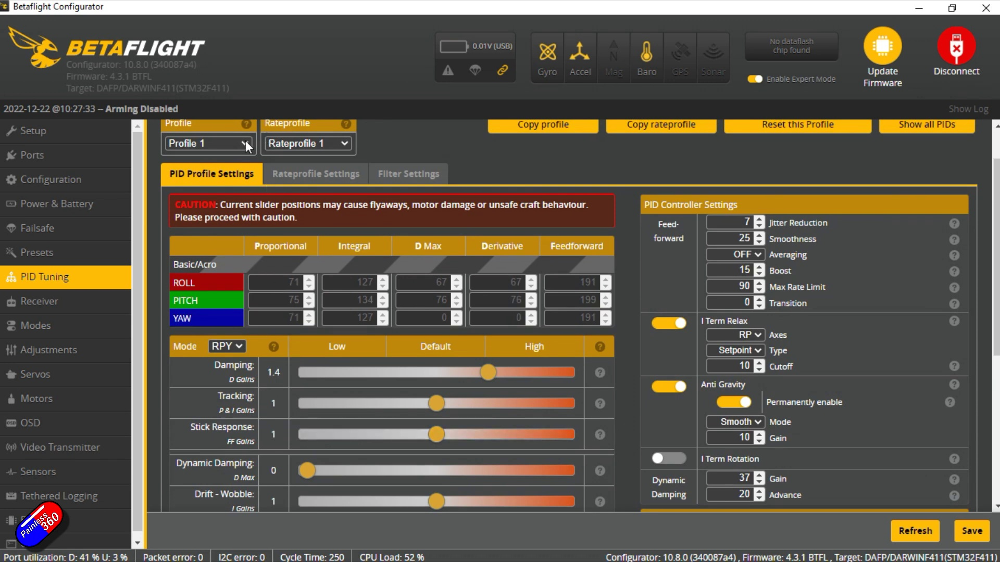 Betaflight Configurator
BETAFLIGHT
Configurator: 10.8.0 (340087a4)
Firmware: 4.3.1 BTFL
Target: DAFP/DARWINF411(STM32F411)
0.01V (USB)
Gyro Accel Mag Baro GPS Sonar
No dataflash
chip found
Enable Expert Mode
Update
Firmware
Disconnect
2022-12-22 @10:27:33 -- Arming Disabled
Show Log
Setup
Ports
Configuration
Power & Battery
Failsafe
Presets
PID Tuning
Receiver
Modes
Adjustments
Servos
Motors
OSD
OSD
Video Transmitter
Sensors
Tethered Logging
Painless
360
Profile
Rateprofile
Profile 1
Rateprofile 1
Copy profile
Copy rateprofile
Reset this Profile
Show all PIDs
PID Profile Settings
Rateprofile Settings
Filter Settings
CAUTION: Current slider positions may cause flyaways, motor damage or unsafe craft behaviour.
Please proceed with caution.
Proportional Integral D Max Derivative Feedforward
Basic/Acro
ROLL 71 127 67 67 191
PITCH 75 134 76 76 199
YAW 71 127 0 0 191
Mode RPY Low Default High
Damping:
D Gains
1.4
Tracking:
P & I Gains
1
Stick Response:
FF Gains
1
Dynamic Damping:
D Max
0
Drift - Wobble:
I Gains
1
PID Controller Settings
Feed-
forward
7 Jitter Reduction
25 Smoothness
OFF Averaging
15 Boost
90 Max Rate Limit
0 Transition
I Term Relax
RP Axes
Setpoint Type
10 Cutoff
Anti Gravity
Permanently enable
Smooth Mode
10 Gain
I Term Rotation
Dynamic
Damping
37 Gain
20 Advance
Refresh
Save
Port utilization: D: 41 % U: 3 %
Packet error: 0
I2C error: 0
Cycle Time: 250
CPU Load: 52 %
Configurator: 10.8.0 (340087a4) , Firmware: 4.3.1 BTFL , Target: DAFP/DARWINF411(STM32F411)